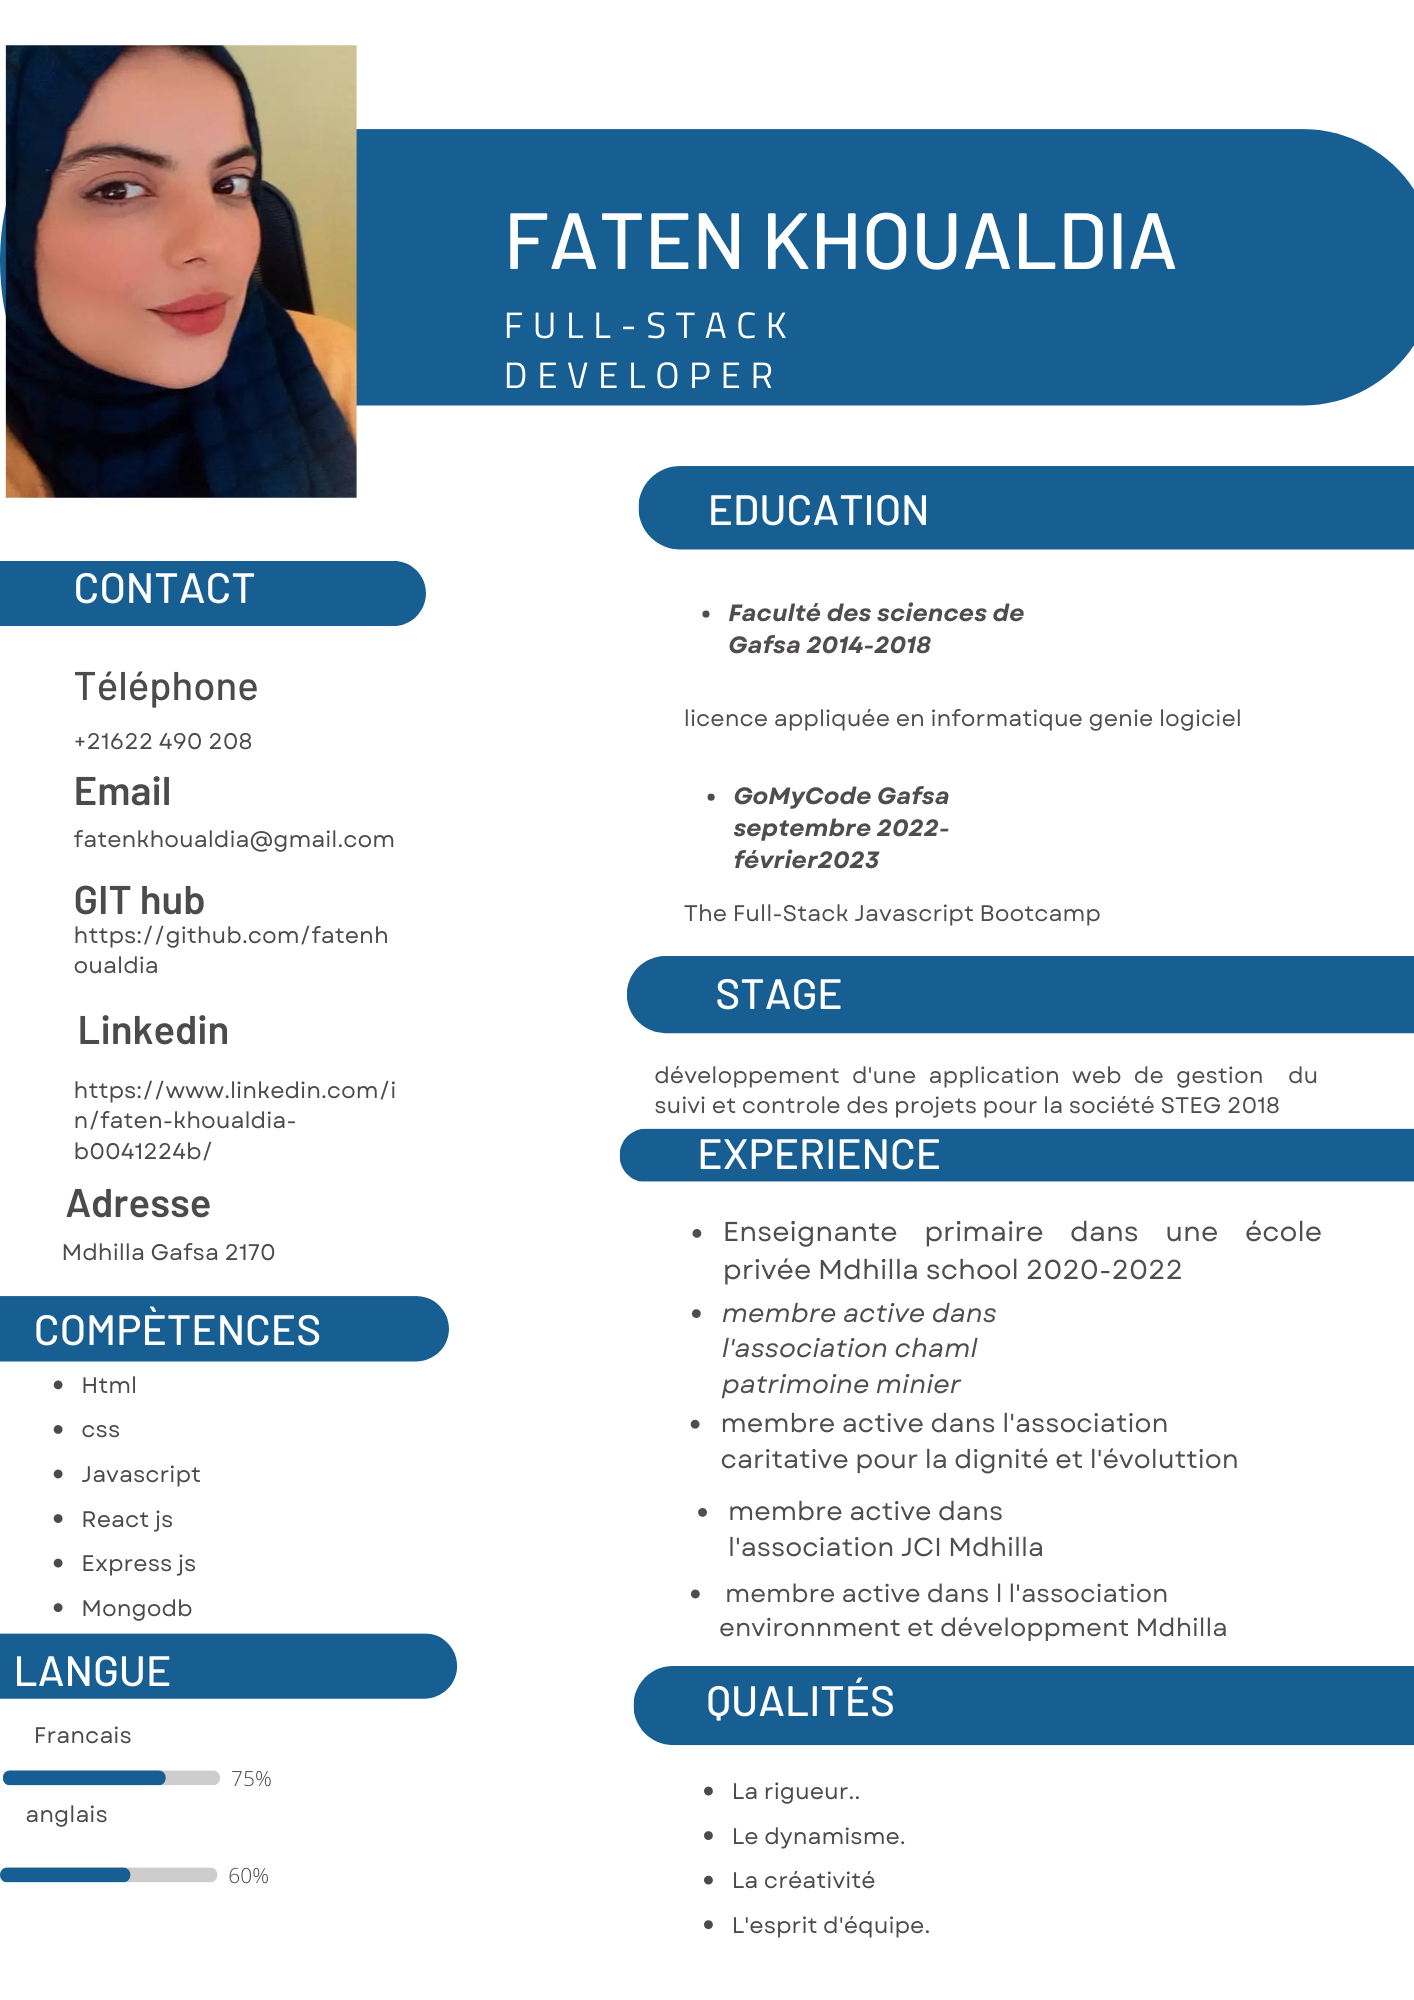 FATEN KHOUALDIA
FULL-STACK
DEVELOPER
CONTACT
Téléphone
+21622 490 208
Email
fatenkhoualdia@gmail.com
GIT hub
https://github.com/fatenh
oualdia
Linkedin
https://www.linkedin.com/i
n/faten-khoualdia-
b0041224b/
Adresse
Mdhilla Gafsa 2170
COMPÈTENCES
• Html
• css
• Javascript
• React js
• Express js
• Mongodb
LANGUE
Francais
75%
anglais
60%
EDUCATION
• Faculté des sciences de
Gafsa 2014-2018
licence appliquée en informatique genie logiciel
• GoMyCode Gafsa
septembre 2022-
février2023
The Full-Stack Javascript Bootcamp
STAGE
développement d'une application web de gestion du
suivi et controle des projets pour la société STEG 2018
EXPERIENCE
• Enseignante primaire dans une école
privée Mdhilla school 2020-2022
• membre active dans
l'association chaml
patrimoine minier
• membre active dans l'association
caritative pour la dignité et l'évoluttion
• membre active dans
l'association JCI Mdhilla
• membre active dans l l'association
environnment et développment Mdhilla
QUALITÉS
• La rigueur..
• Le dynamisme.
• La créativité
• L'esprit d'équipe.